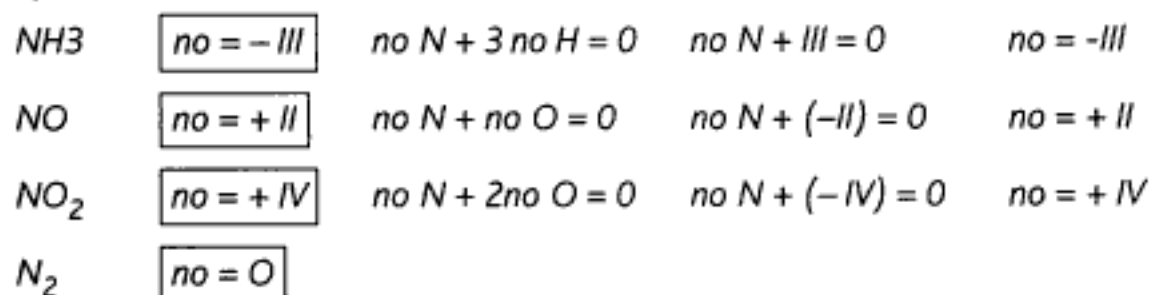 NH3 no = – III no N + 3 no H = 0 no N + III = 0 no = -III
NO no = + II no N + no O = 0 no N + (–II) = 0 no = + II
NO₂ no = + IV no N + 2no O = 0 no N + (– IV) = 0 no = + IV
N₂ no = O